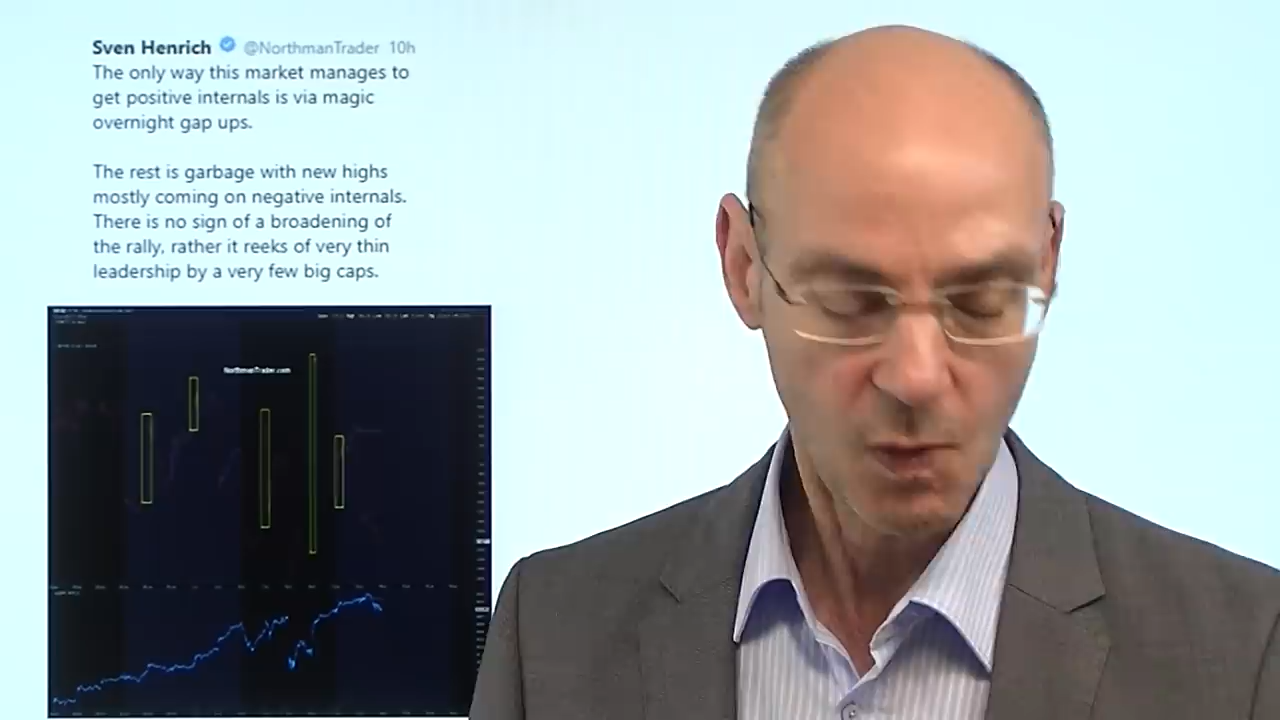 Sven Henrich @NorthmanTrader 10h
The only way this market manages to
get positive internals is via magic
overnight gap ups.
The rest is garbage with new highs
mostly coming on negative internals.
There is no sign of a broadening of
the rally, rather it reeks of very thin
leadership by a very few big caps.
NorthmanTrader.com